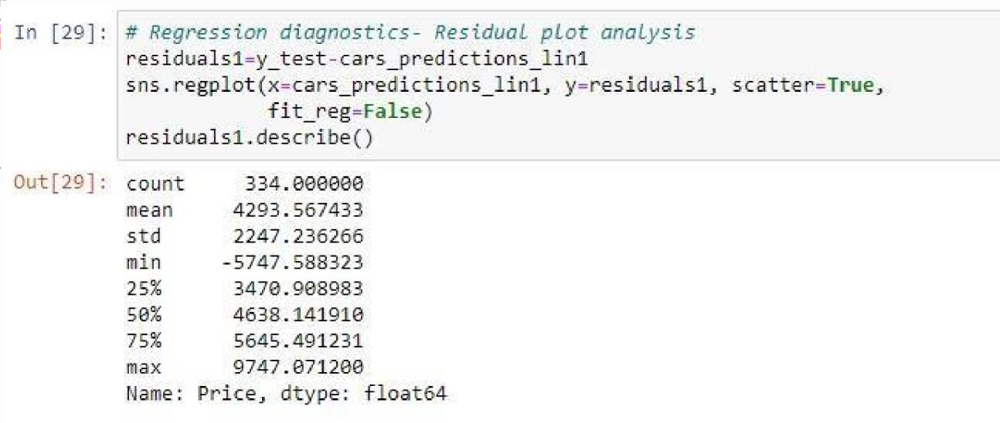 In [29]: # Regression diagnostics- Residual plot analysis
residuals1=y_test-cars_predictions_lin1
sns.regplot(x=cars_predictions_lin1, y=residuals1, scatter=True,
            fit_reg=False)
residuals1.describe()
Out[29]: count     334.000000
mean     4293.567433
std      2247.236266
min     -5747.588323
25%      3470.908983
50%      4638.141910
75%      5645.491231
max      9747.071200
Name: Price, dtype: float64